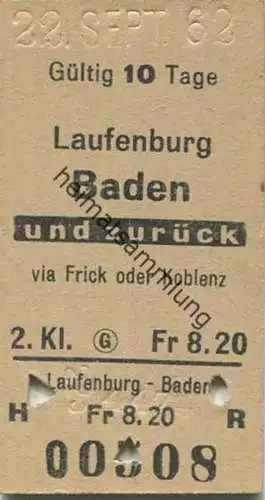 22. SEPT. 62
Gültig 10 Tage
Laufenburg
Baden
und zurück
via Frick oder Koblenz
2. Kl. G Fr 8.20
Laufenburg - Baden
H Fr 8.20 R
00508
heimatsammlung